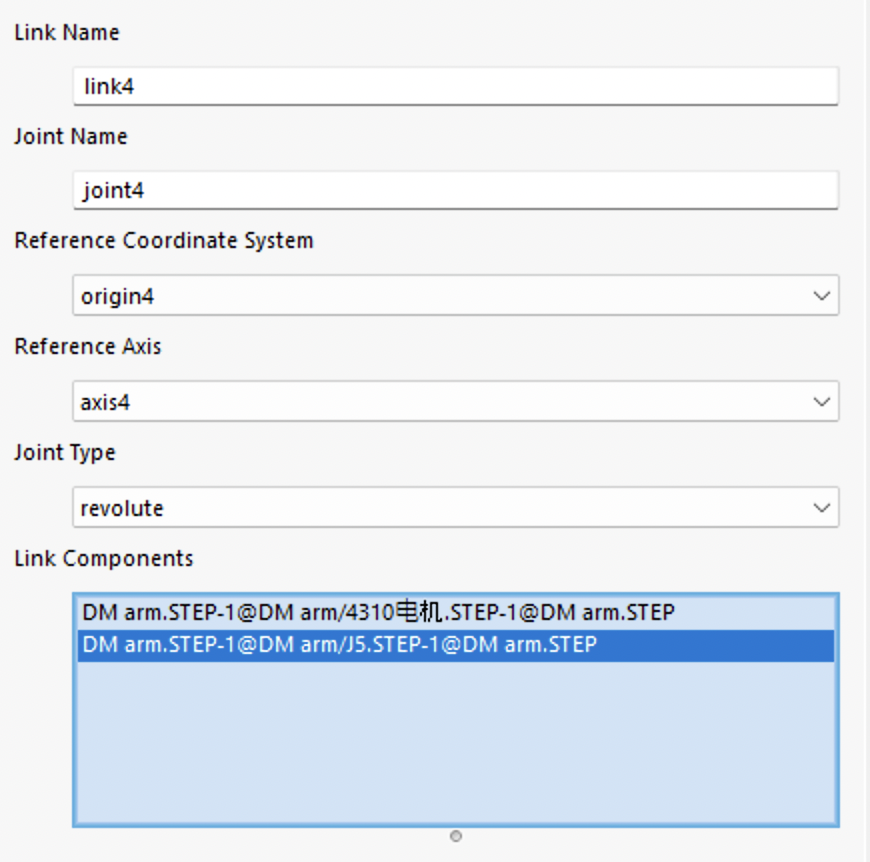 Link Name
link4
Joint Name
joint4
Reference Coordinate System
origin4
Reference Axis
axis4
Joint Type
revolute
Link Components
DM arm.STEP-1@DM arm/4310电机.STEP-1@DM arm.STEP
DM arm.STEP-1@DM arm/J5.STEP-1@DM arm.STEP